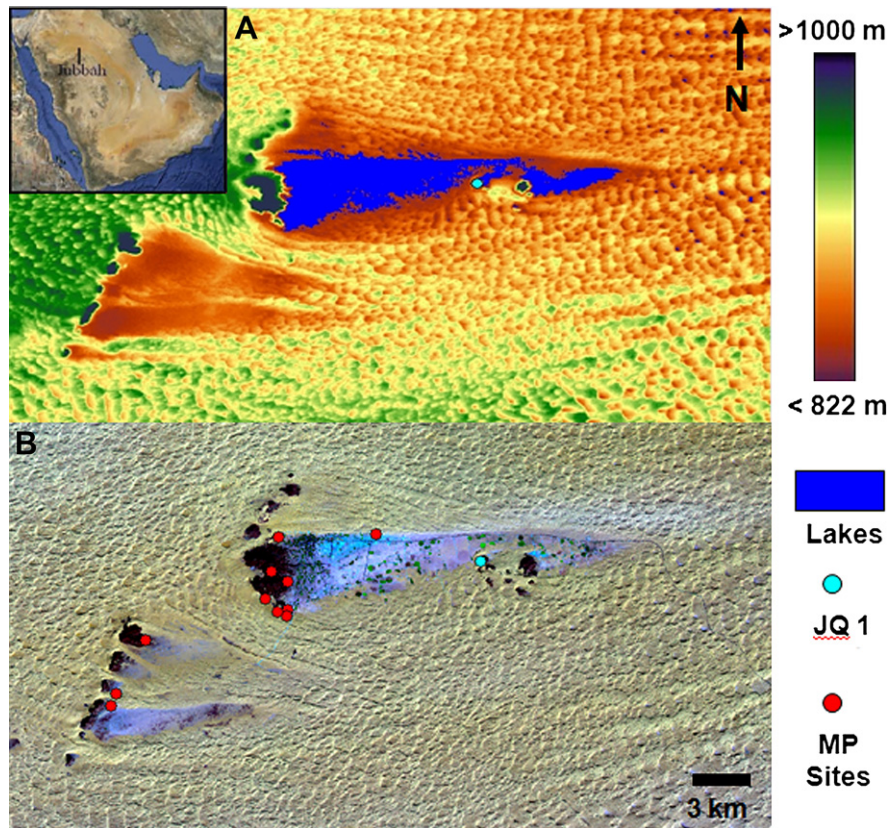 A
Jubbah
N
>1000 m
< 822 m
B
Lakes
JQ 1
MP
Sites
3 km